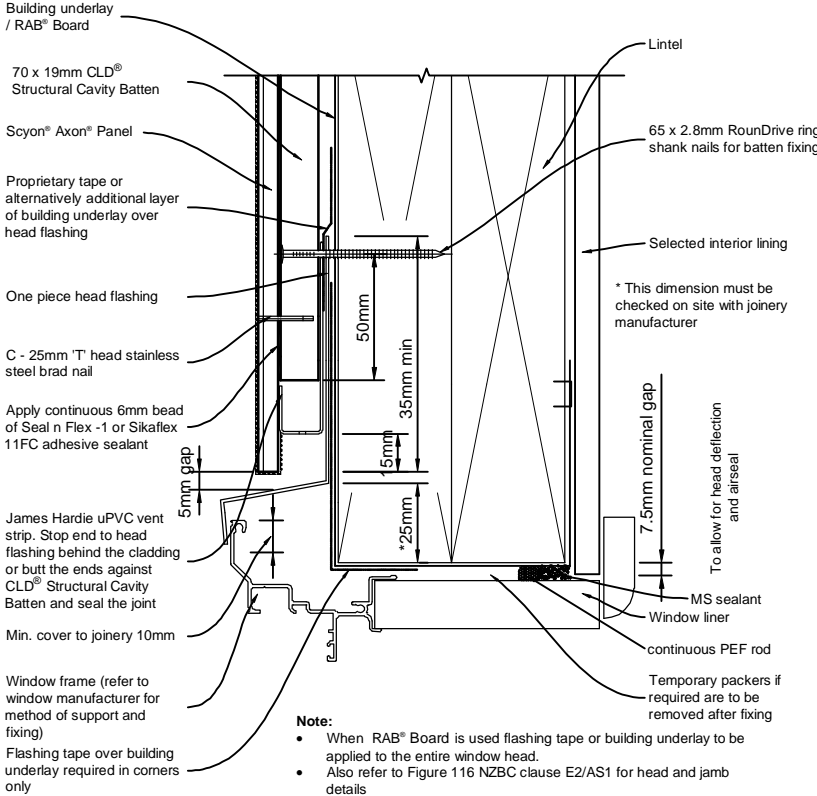 Building underlay
/ RAB® Board
70 x 19mm CLD®
Structural Cavity Batten
Scyon® Axon® Panel
Proprietary tape or
alternatively additional layer
of building underlay over
head flashing
One piece head flashing
C - 25mm 'T' head stainless
steel brad nail
Apply continuous 6mm bead
of Seal n Flex -1 or Sikaflex
11FC adhesive sealant
5mm gap
James Hardie uPVC vent
strip. Stop end to head
flashing behind the cladding
or butt the ends against
CLD® Structural Cavity
Batten and seal the joint
Min. cover to joinery 10mm
Window frame (refer to
window manufacturer for
method of support and
fixing)
Flashing tape over building
underlay required in corners
only
50mm
35mm min
15mm
*25mm
Lintel
65 x 2.8mm RounDrive ring
shank nails for batten fixing
Selected interior lining
* This dimension must be
checked on site with joinery
manufacturer
7.5mm nominal gap
To allow for head deflection
and airseal
MS sealant
Window liner
continuous PEF rod
Temporary packers if
required are to be
removed after fixing
Note:
• When RAB® Board is used flashing tape or building underlay to be
applied to the entire window head.
• Also refer to Figure 116 NZBC clause E2/AS1 for head and jamb
details